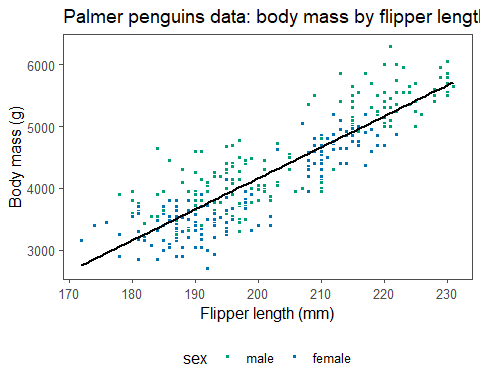 Palmer penguins data: body mass by flipper lengt
Body mass (g)
6000
5000
4000
3000
170 180 190 200 210 220 230
Flipper length (mm)
sex male female